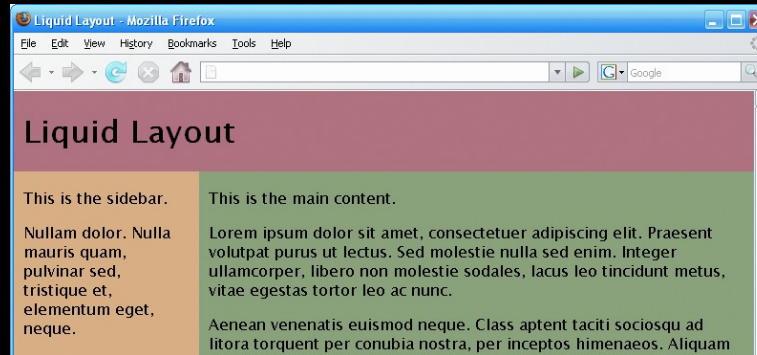 Liquid Layout - Mozilla Firefox
File Edit View History Bookmarks Tools Help
G Google
Liquid Layout
This is the sidebar.
Nullam dolor. Nulla
mauris quam,
pulvinar sed,
tristique et,
elementum eget,
neque.
This is the main content.
Lorem ipsum dolor sit amet, consectetuer adipiscing elit. Praesent
volutpat purus ut lectus. Sed molestie nulla sed enim. Integer
ullamcorper, libero non molestie sodales, lacus leo tincidunt metus,
vitae egestas tortor leo ac nunc.
Aenean venenatis euismod neque. Class aptent taciti sociosqu ad
litora torquent per conubia nostra, per inceptos himenaeos. Aliquam